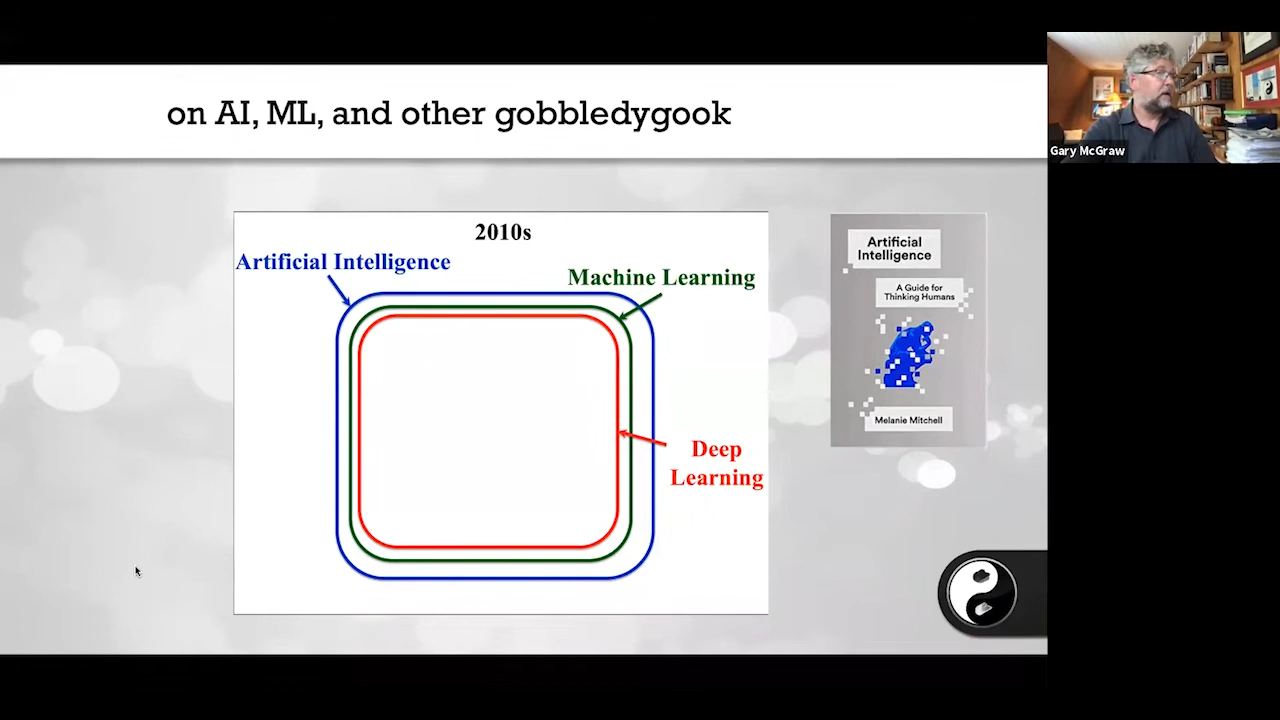 on AI, ML, and other gobbledygook
Gary McGraw
2010s
Artificial Intelligence
Machine Learning
Deep
Learning
Artificial
Intelligence
A Guide for
Thinking Humans
Melanie Mitchell